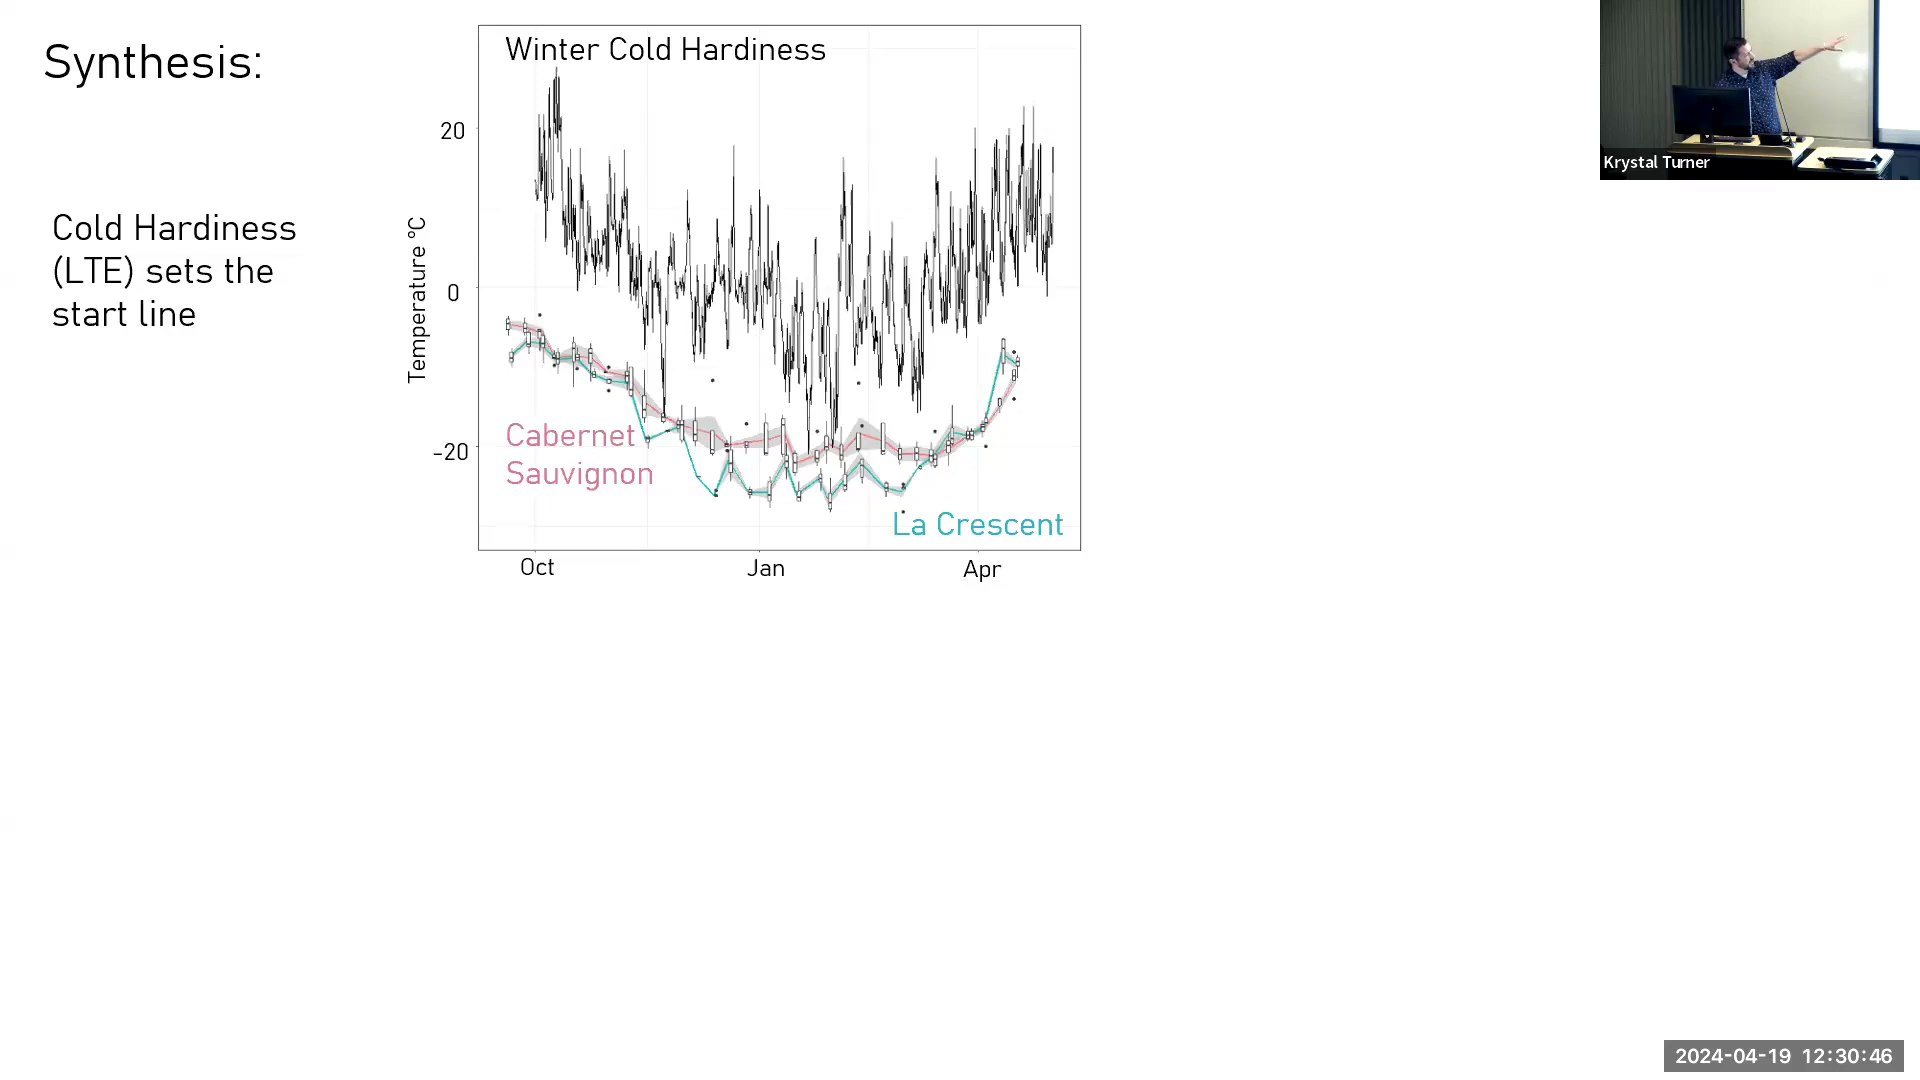 Synthesis:
Cold Hardiness
(LTE) sets the
start line
Winter Cold Hardiness
Temperature °C
20
0
-20
Cabernet
Sauvignon
La Crescent
Oct
Jan
Apr
Krystal Turner
2024-04-19 12:30:46